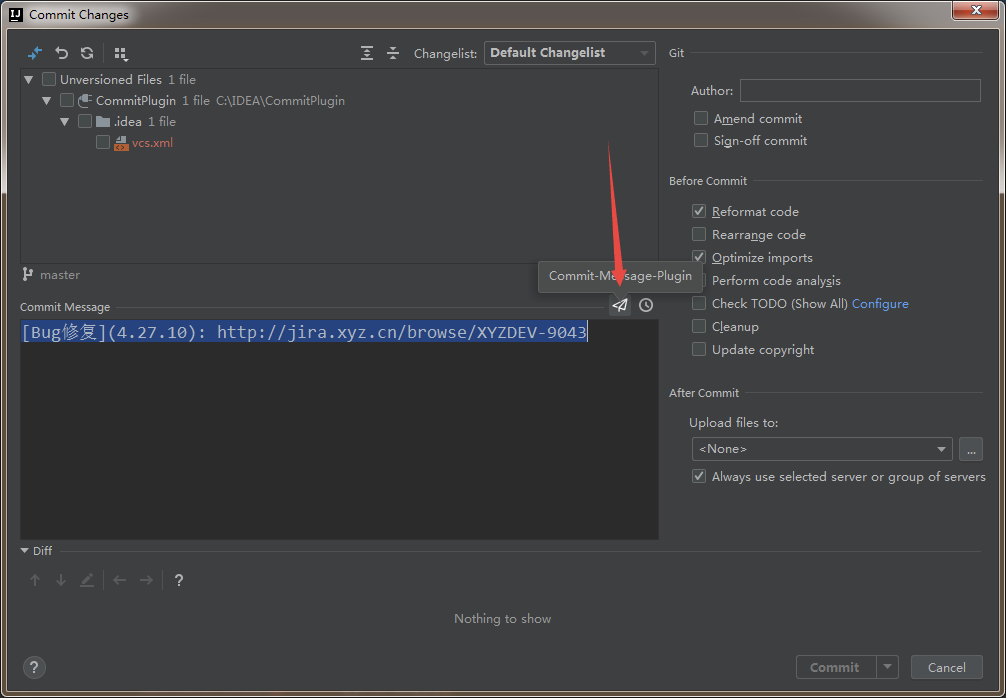 Commit Changes
Changelist: Default Changelist
Unversioned Files 1 file
CommitPlugin 1 file C:\IDEA\CommitPlugin
.idea 1 file
vcs.xml
master
Commit-Message-Plugin
Commit Message
[Bug修复](4.27.10): http://jira.xyz.cn/browse/XYZDEV-9043
Git
Author:
Amend commit
Sign-off commit
Before Commit
Reformat code
Rearrange code
Optimize imports
Perform code analysis
Check TODO (Show All) Configure
Cleanup
Update copyright
After Commit
Upload files to:
<None>
...
Always use selected server or group of servers
Diff
?
Nothing to show
?
Commit
Cancel